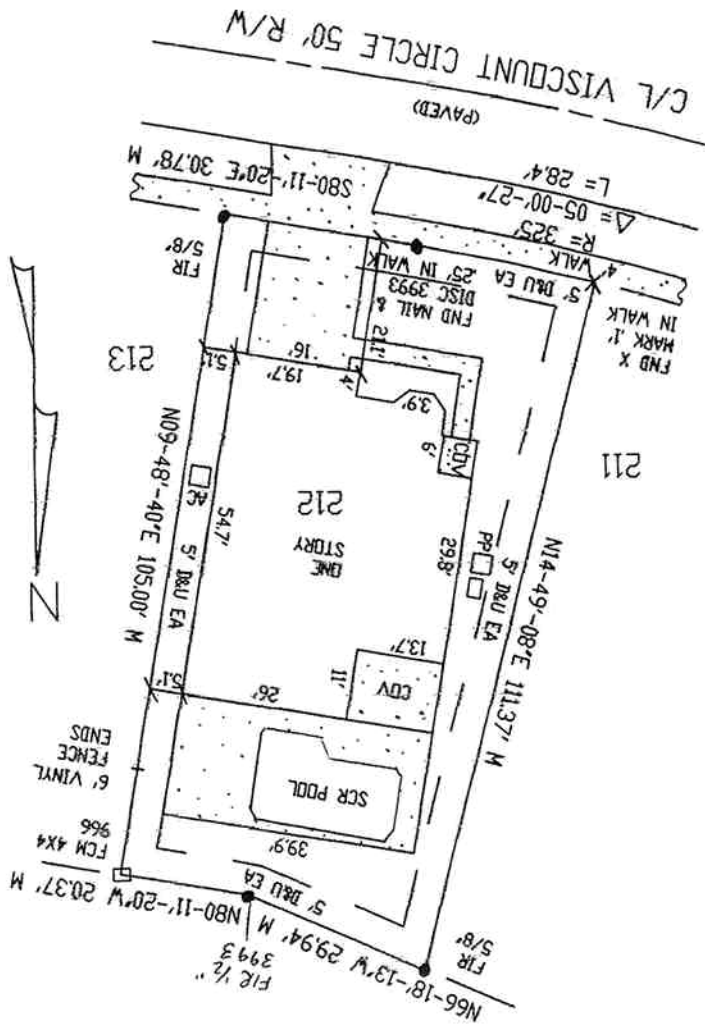 C/L VISCOUNT CIRCLE 50' R/W
(PAVED)
L= 28.4'
△= 05-00'-27"
R= 325'
S80-11'-20"E 30.78' M
4' WALK
5' D&U EA
FND X
MARK .1'
IN WALK
FND NAIL &
DISC 3993
.25' IN WALK
FIR
5/8"
213
211
5.1'
16'
19.7'
21.1'
4'
3.9'
6'
COV
AC
54.7'
N09-48'-40"E 105.00' M
5' D&U EA
212
ONE
STORY
29.8'
PP
5' D&U EA
N14-49'-08"E 111.37' M
N
13.7'
11'
COV
5.1'
26'
6' VINYL
FENCE
ENDS
SCR POOL
39.9'
FCM 4X4
966
N80-11'-20"W 20.37' M
5' D&U EA
FIR 1/2"
3993
N66-18'-13"W 29.94' M
FIR
5/8"